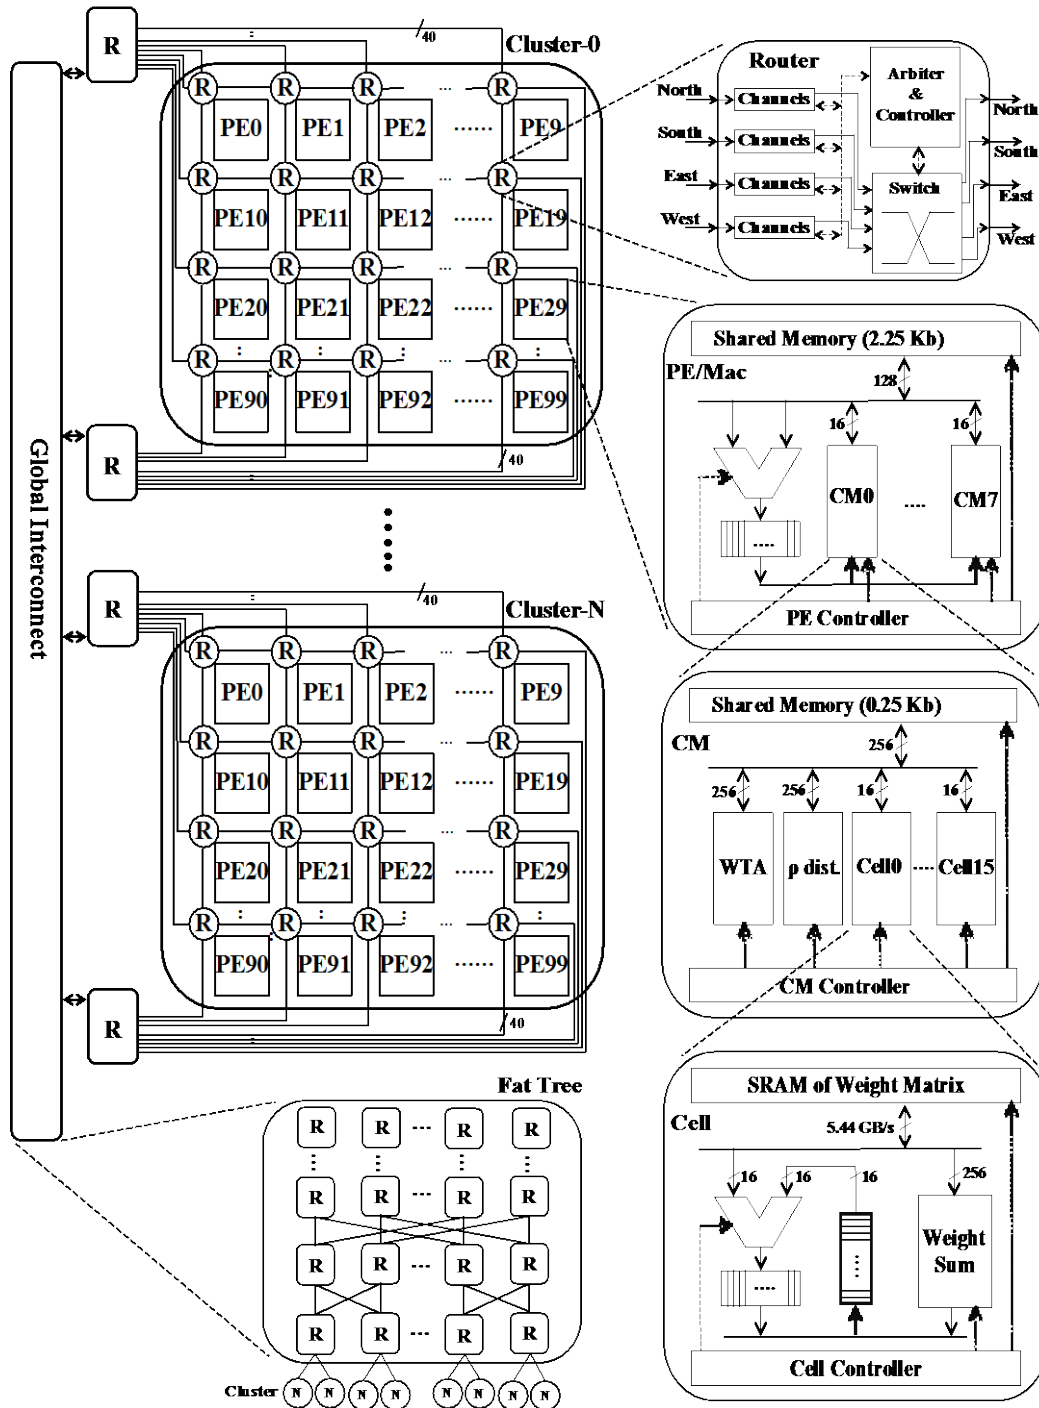 R
40
Cluster-0
R R R ... R
PE0 PE1 PE2 ...... PE9
R R R ... R
PE10 PE11 PE12 ...... PE19
R R R ... R
PE20 PE21 PE22 ...... PE29
R R R ... R
PE90 PE91 PE92 ...... PE99
R
40
Global Interconnect
R
40
Cluster-N
R R R ... R
PE0 PE1 PE2 ...... PE9
R R R ... R
PE10 PE11 PE12 ...... PE19
R R R ... R
PE20 PE21 PE22 ...... PE29
R R R ... R
PE90 PE91 PE92 ...... PE99
R
40
Fat Tree
R R ... R R
R R ... R R
R R ... R R
R R ... R R
Cluster N N N N N N N N
Router
Arbiter
&
Controller
North Channels North
South Channels South
East Channels East
West Channels West
Switch
Shared Memory (2.25 Kb)
PE/Mac
128
16 16
CM0 .... CM7
....
PE Controller
Shared Memory (0.25 Kb)
CM
256
256 256 16 16
WTA ρ dist. Cell0 .... Cell15
CM Controller
SRAM of Weight Matrix
Cell
5.44 GB/s
16 16 16 256
Weight
Sum
....
Cell Controller